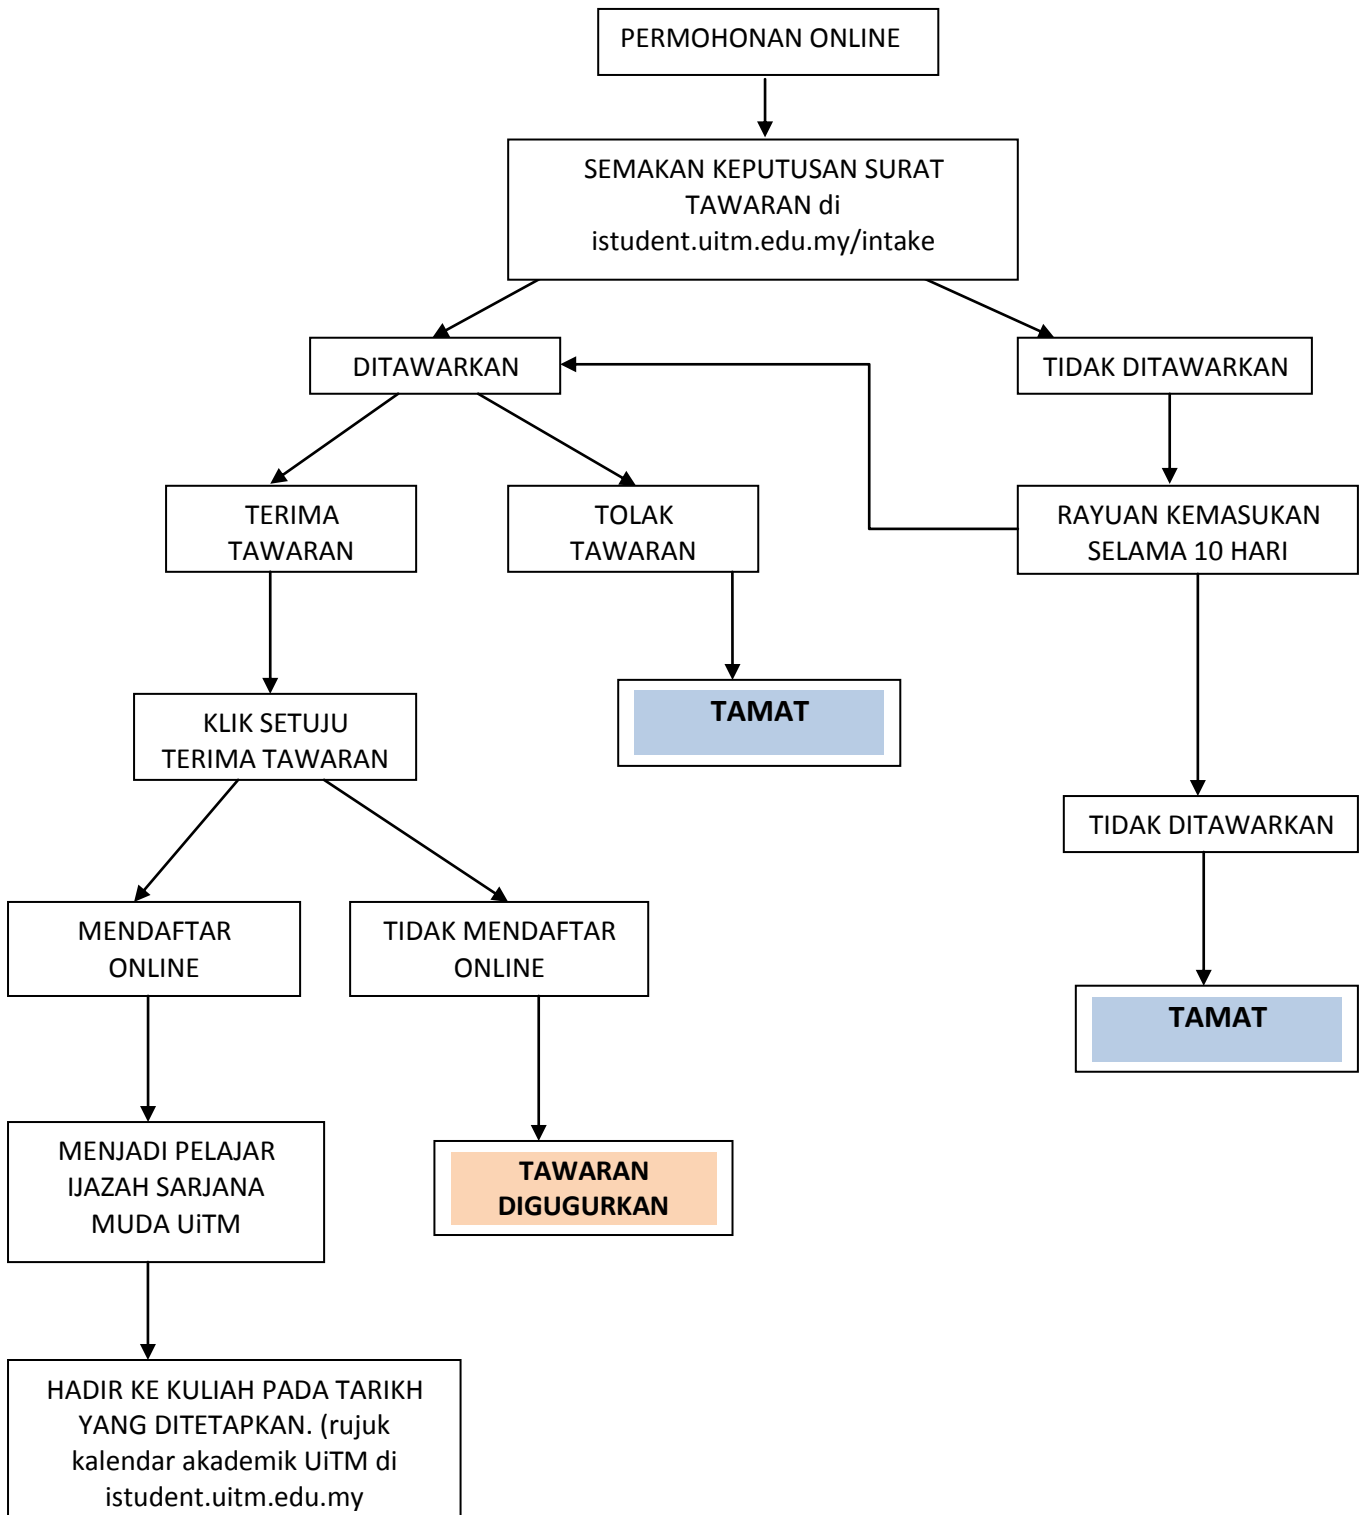 PERMOHONAN ONLINE
SEMAKAN KEPUTUSAN SURAT
TAWARAN di
istudent.uitm.edu.my/intake
DITAWARKAN
TIDAK DITAWARKAN
TERIMA
TAWARAN
TOLAK
TAWARAN
RAYUAN KEMASUKAN
SELAMA 10 HARI
KLIK SETUJU
TERIMA TAWARAN
TAMAT
TIDAK DITAWARKAN
MENDAFTAR
ONLINE
TIDAK MENDAFTAR
ONLINE
TAMAT
MENJADI PELAJAR
IJAZAH SARJANA
MUDA UiTM
TAWARAN
DIGUGURKAN
HADIR KE KULIAH PADA TARIKH
YANG DITETAPKAN. (rujuk
kalendar akademik UiTM di
istudent.uitm.edu.my